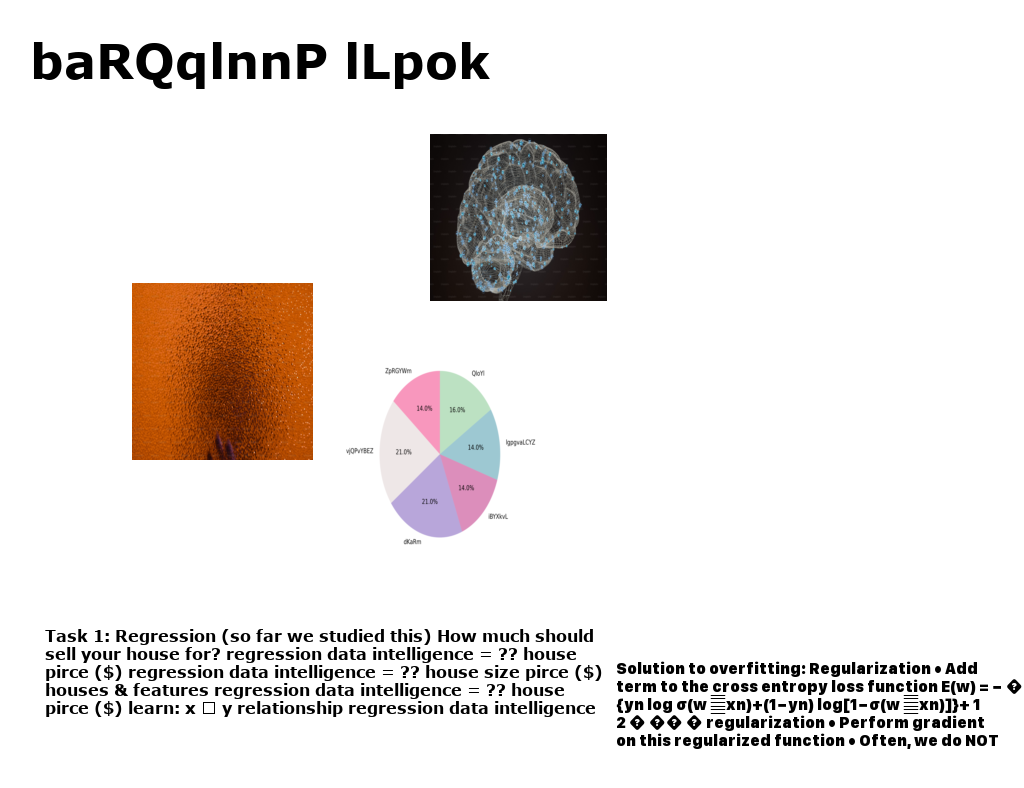 baRQqlnnP lLpok
ZpRGYWm
QloYl
14.0%
16.0%
vjQPvYBEZ
21.0%
14.0%
lgpgvaLCYZ
14.0%
21.0%
iBYXkvL
dKaRm
Task 1: Regression (so far we studied this) How much should
sell your house for? regression data intelligence = ?? house
pirce ($) regression data intelligence = ?? house size pirce ($)
houses & features regression data intelligence = ?? house
pirce ($) learn: x □ y relationship regression data intelligence
Solution to overfitting: Regularization • Add
term to the cross entropy loss function E(w) = − �
{yn log σ(w ䷀xn)+(1−yn) log[1−σ(w ䷀xn)]}+ 1
2 � �� � regularization • Perform gradient
on this regularized function • Often, we do NOT